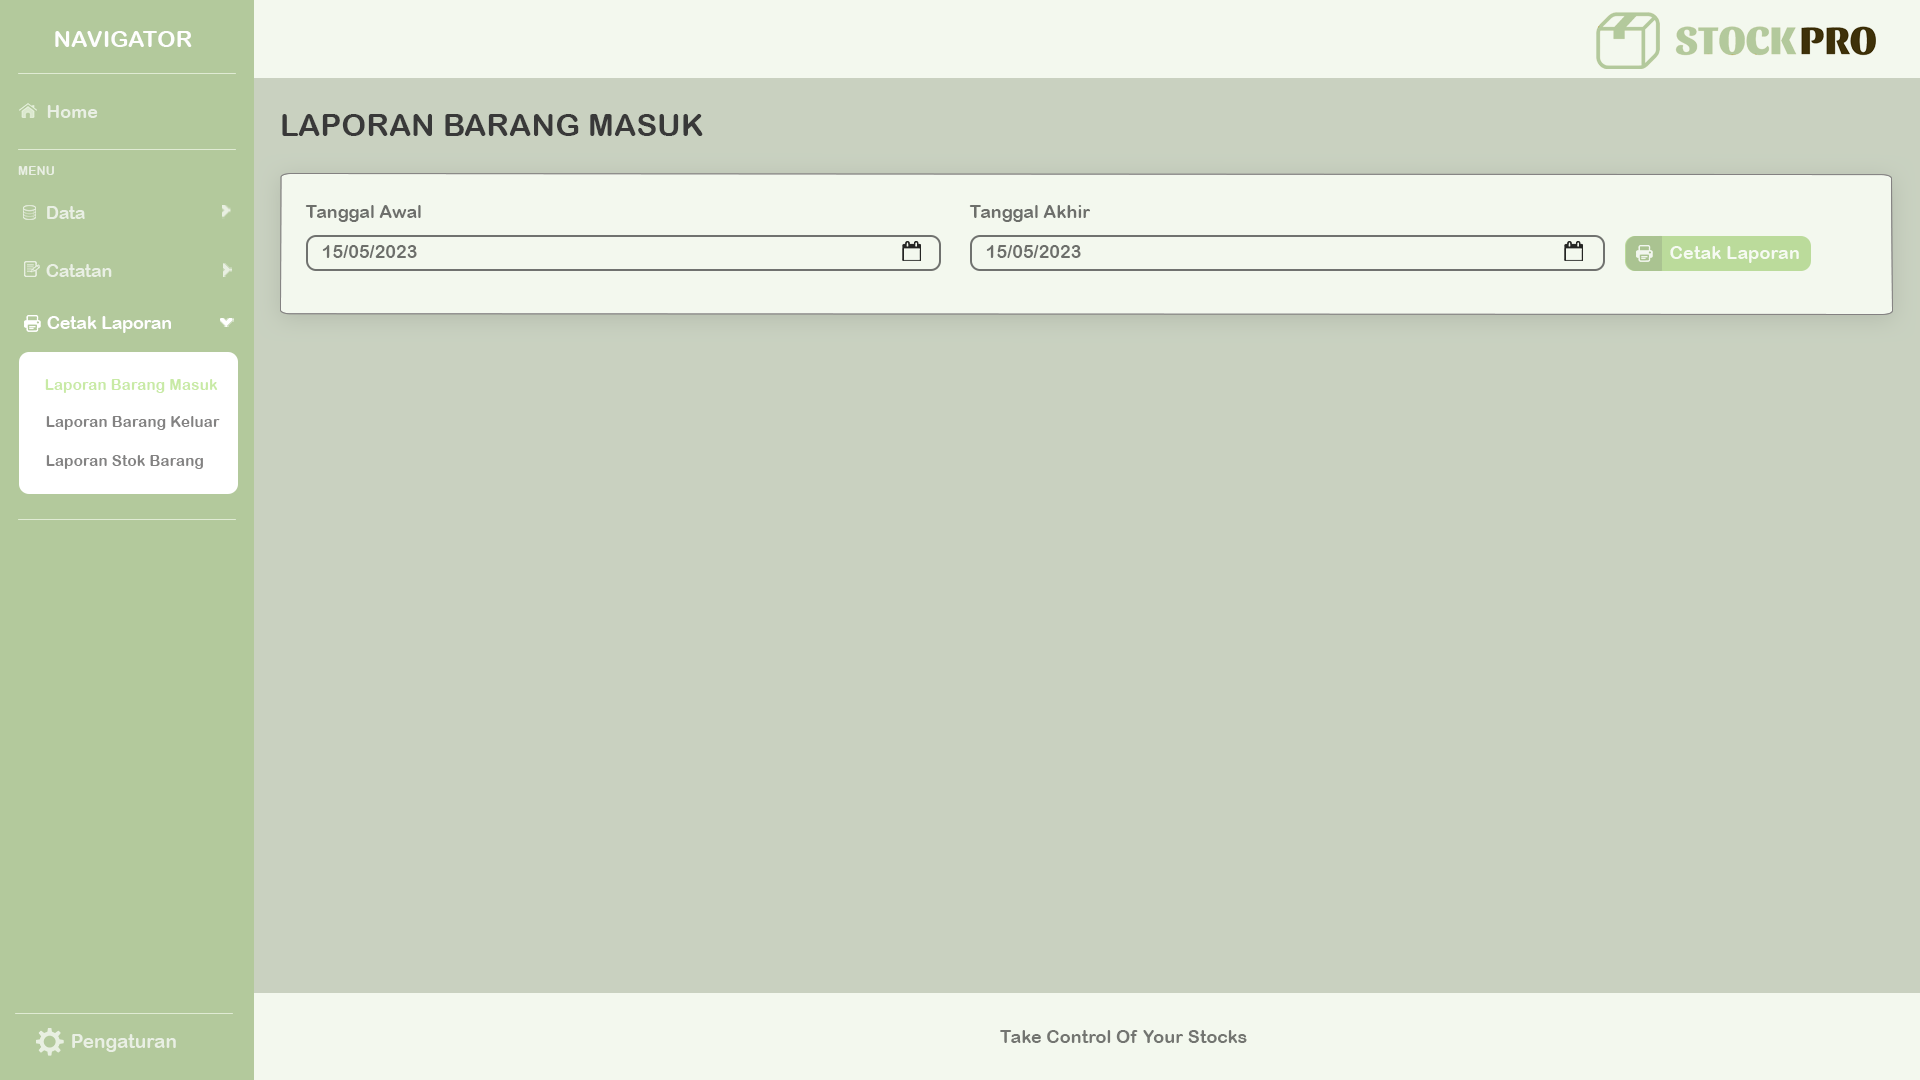 NAVIGATOR
STOCKPRO
Home
MENU
Data
Catatan
Cetak Laporan
Laporan Barang Masuk
Laporan Barang Keluar
Laporan Stok Barang
Pengaturan
LAPORAN BARANG MASUK
Tanggal Awal
15/05/2023
Tanggal Akhir
15/05/2023
Cetak Laporan
Take Control Of Your Stocks